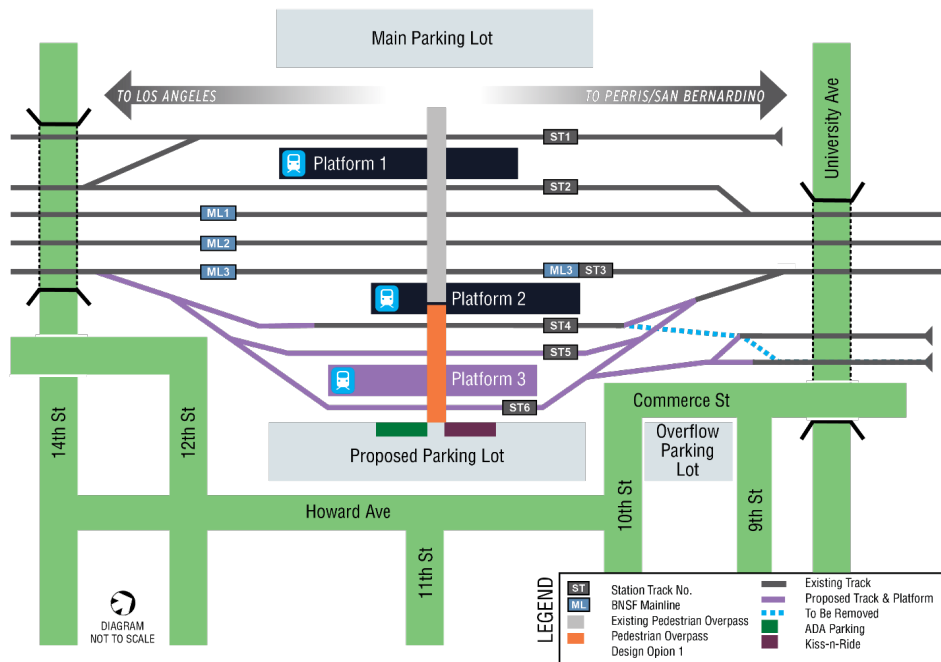 Main Parking Lot
TO LOS ANGELES
TO PERRIS/SAN BERNARDINO
University Ave
ST1
Platform 1
ST2
ML1
ML2
ML3
ML3 ST3
Platform 2
ST4
ST5
Platform 3
ST6
Commerce St
14th St
12th St
Proposed Parking Lot
Overflow
Parking
Lot
10th St
9th St
Howard Ave
11th St
DIAGRAM
NOT TO SCALE
LEGEND
ST Station Track No.
ML BNSF Mainline
Existing Pedestrian Overpass
Pedestrian Overpass
Design Opion 1
Existing Track
Proposed Track & Platform
To Be Removed
ADA Parking
Kiss-n-Ride